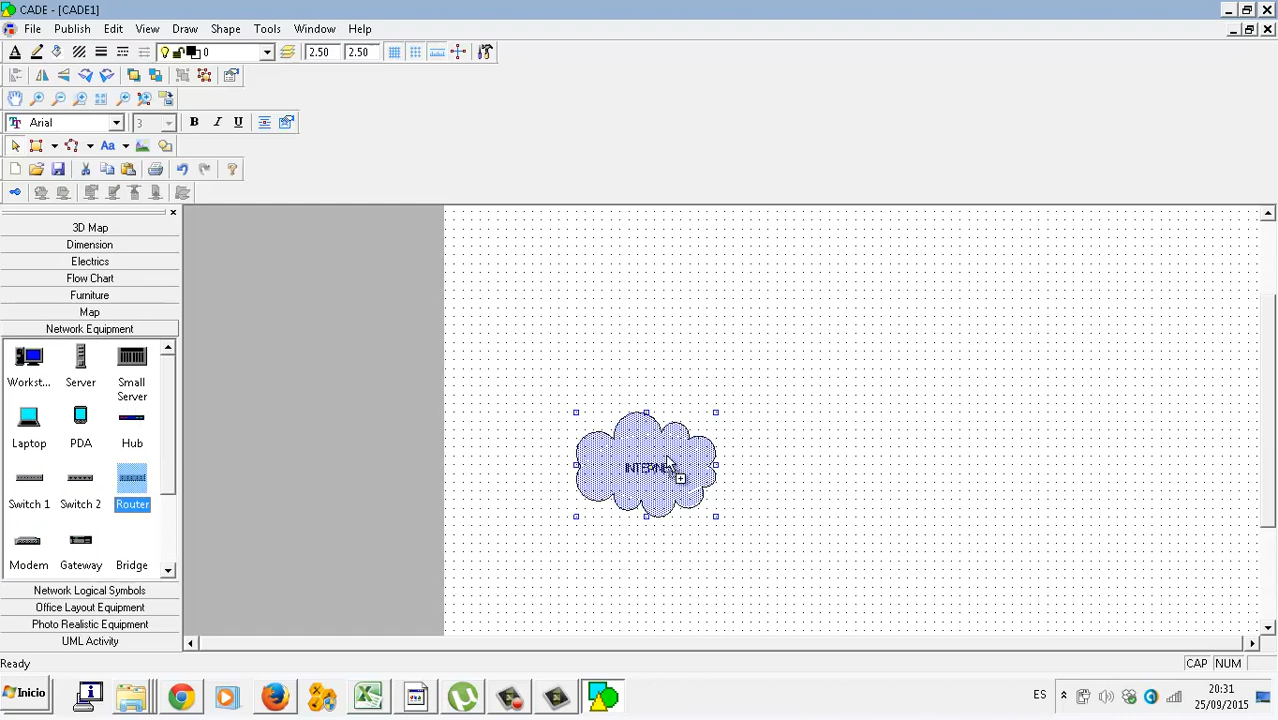 CADE - [CADE1]
File Publish Edit View Draw Shape Tools Windows Help
0 2.50 2.50
Arial 3 B I U
Aa
3D Map
Dimension
Electrics
Flow Chart
Furniture
Map
Network Equipment
Workst... Server Small Server
Laptop PDA Hub
Switch 1 Switch 2 Router
Modem Gateway Bridge
INTERNET
Network Logical Symbols
Office Layout Equipment
Photo Realistic Equipment
UML Activity
Ready CAP NUM
Inicio ES 20:31
25/09/2015